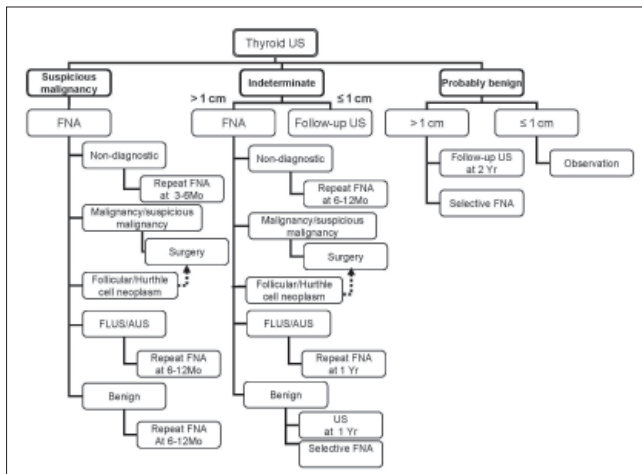 Thyroid US
Suspicious
malignancy
FNA
Non-diagnostic
Repeat FNA
at 3-6Mo
Malignancy/suspicious
malignancy
Surgery
Follicular/Hurthle
cell neoplasm
FLUS/AUS
Repeat FNA
at 6-12Mo
Benign
Repeat FNA
At 6-12Mo
Indeterminate
> 1 cm
≤ 1 cm
FNA
Follow-up US
Non-diagnostic
Repeat FNA
at 6-12Mo
Malignancy/suspicious
malignancy
Surgery
Follicular/Hurthle
cell neoplasm
FLUS/AUS
Repeat FNA
at 1 Yr
Benign
US
at 1 Yr
Selective FNA
Probably benign
> 1 cm
≤ 1 cm
Follow-up US
at 2 Yr
Selective FNA
Observation